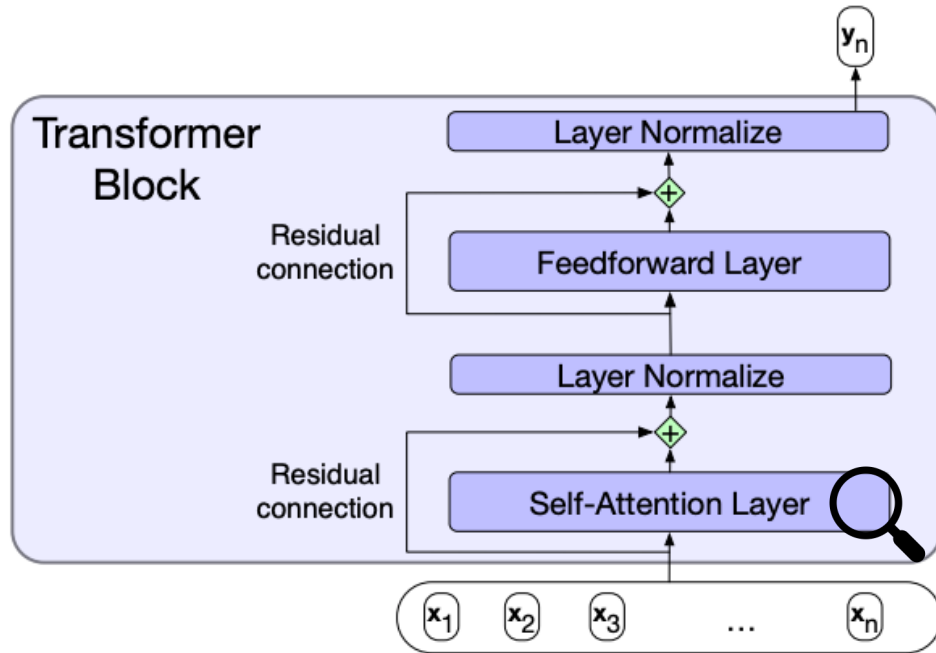 yn
Transformer
Block
Layer Normalize
+
Residual
connection
Feedforward Layer
Layer Normalize
+
Residual
connection
Self-Attention Layer
x1 x2 x3 ... xn